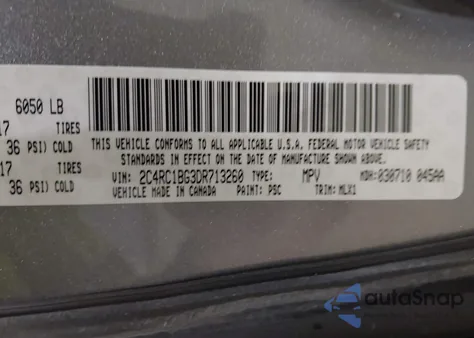 6050 LB
17 TIRES
36 PSI) COLD
17 TIRES
36 PSI) COLD
THIS VEHICLE CONFORMS TO ALL APPLICABLE U.S.A. FEDERAL MOTOR VEHICLE SAFETY
STANDARDS IN EFFECT ON THE DATE OF MANUFACTURE SHOWN ABOVE.
VIN: 2C4RC1BG3DR713260 TYPE: MPV MDH: 030710 045AA
VEHICLE MADE IN CANADA PAINT: PSC TRIM: MLX1
autoSnap